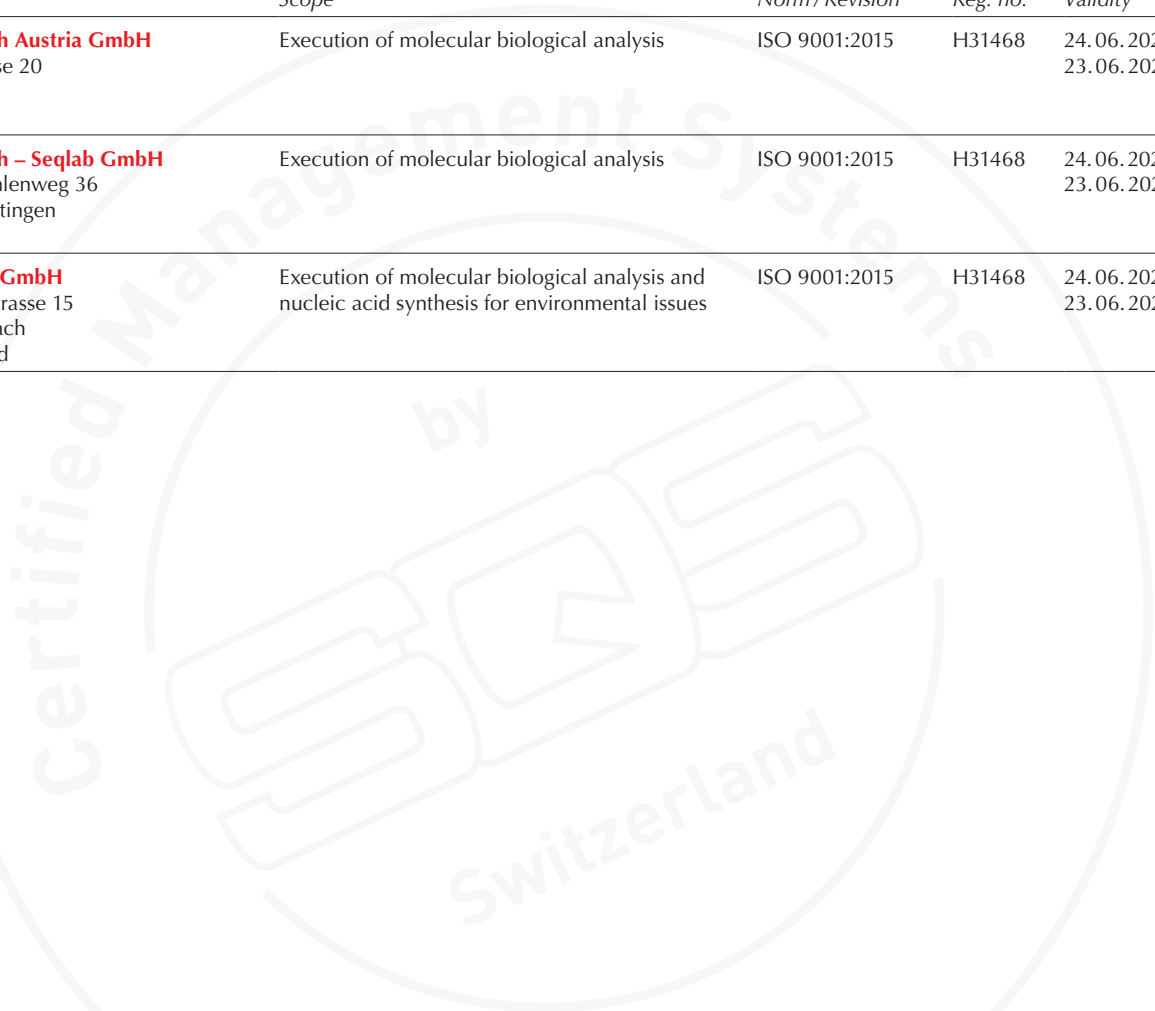 Scope Norm / Revision Reg. no. Validity
h Austria GmbH Execution of molecular biological analysis ISO 9001:2015 H31468 24.06.202
se 20 23.06.202
h – Seqlab GmbH Execution of molecular biological analysis ISO 9001:2015 H31468 24.06.202
hlenweg 36 23.06.202
tingen
GmbH Execution of molecular biological analysis and ISO 9001:2015 H31468 24.06.202
rasse 15 nucleic acid synthesis for environmental issues 23.06.202
ach
d
Certified Management Systems
by
SQS
Switzerland